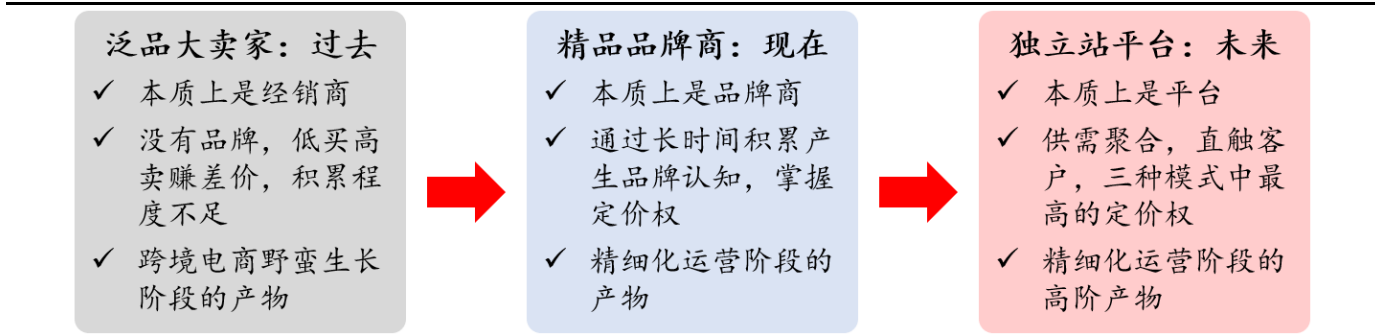 泛品大卖家：过去
✓ 本质上是经销商
✓ 没有品牌，低买高
卖赚差价，积累程
度不足
✓ 跨境电商野蛮生长
阶段的产物
精品品牌商：现在
✓ 本质上是品牌商
✓ 通过长时间积累产
生品牌认知，掌握
定价权
✓ 精细化运营阶段的
产物
独立站平台：未来
✓ 本质上是平台
✓ 供需聚合，直触客
户，三种模式中最
高的定价权
✓ 精细化运营阶段的
高阶产物